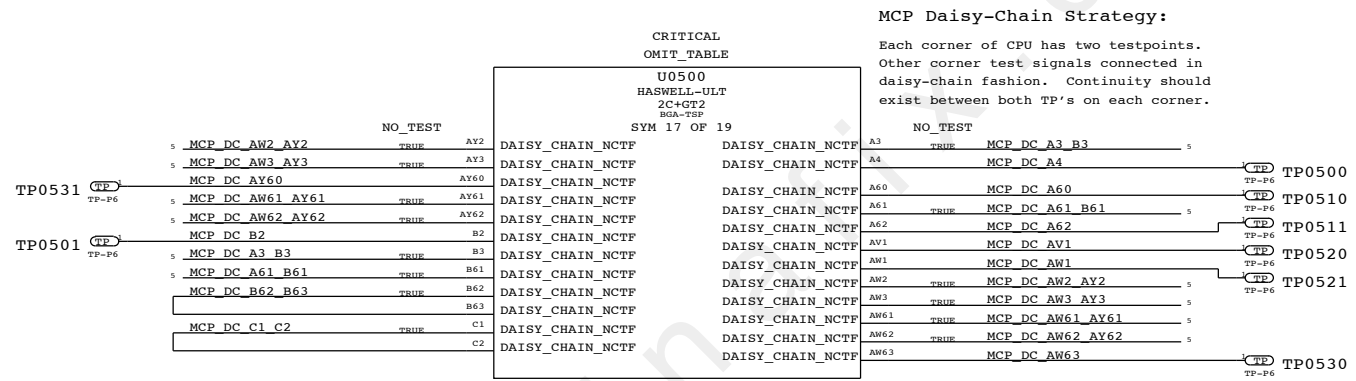 MCP Daisy-Chain Strategy:
Each corner of CPU has two testpoints.
Other corner test signals connected in
daisy-chain fashion. Continuity should
exist between both TP's on each corner.
CRITICAL
OMIT_TABLE
U0500
HASWELL-ULT
2C+GT2
BGA-TSP
SYM 17 OF 19
NO_TEST
NO_TEST
5 MCP_DC_AW2_AY2 TRUE AY2 DAISY_CHAIN_NCTF
5 MCP_DC_AW3_AY3 TRUE AY3 DAISY_CHAIN_NCTF
TP0531 TP 1 MCP_DC_AY60 AY60 DAISY_CHAIN_NCTF
TP-P6
5 MCP_DC_AW61_AY61 TRUE AY61 DAISY_CHAIN_NCTF
5 MCP_DC_AW62_AY62 TRUE AY62 DAISY_CHAIN_NCTF
TP0501 TP 1 MCP_DC_B2 B2 DAISY_CHAIN_NCTF
TP-P6
5 MCP_DC_A3_B3 TRUE B3 DAISY_CHAIN_NCTF
5 MCP_DC_A61_B61 TRUE B61 DAISY_CHAIN_NCTF
MCP_DC_B62_B63 TRUE B62 DAISY_CHAIN_NCTF
B63 DAISY_CHAIN_NCTF
MCP_DC_C1_C2 TRUE C1 DAISY_CHAIN_NCTF
C2 DAISY_CHAIN_NCTF
DAISY_CHAIN_NCTF A3 TRUE MCP_DC_A3_B3 5
DAISY_CHAIN_NCTF A4 MCP_DC_A4 1 TP TP0500
TP-P6
DAISY_CHAIN_NCTF A60 MCP_DC_A60 1 TP TP0510
TP-P6
DAISY_CHAIN_NCTF A61 TRUE MCP_DC_A61_B61 5
DAISY_CHAIN_NCTF A62 MCP_DC_A62 1 TP TP0511
TP-P6
DAISY_CHAIN_NCTF AV1 MCP_DC_AV1 1 TP TP0520
TP-P6
DAISY_CHAIN_NCTF AW1 MCP_DC_AW1 1 TP TP0521
TP-P6
DAISY_CHAIN_NCTF AW2 TRUE MCP_DC_AW2_AY2 5
DAISY_CHAIN_NCTF AW3 TRUE MCP_DC_AW3_AY3
DAISY_CHAIN_NCTF AW61 TRUE MCP_DC_AW61_AY61 5
DAISY_CHAIN_NCTF AW62 TRUE MCP_DC_AW62_AY62 5
DAISY_CHAIN_NCTF AW63 MCP_DC_AW63 1 TP TP0530
TP-P6